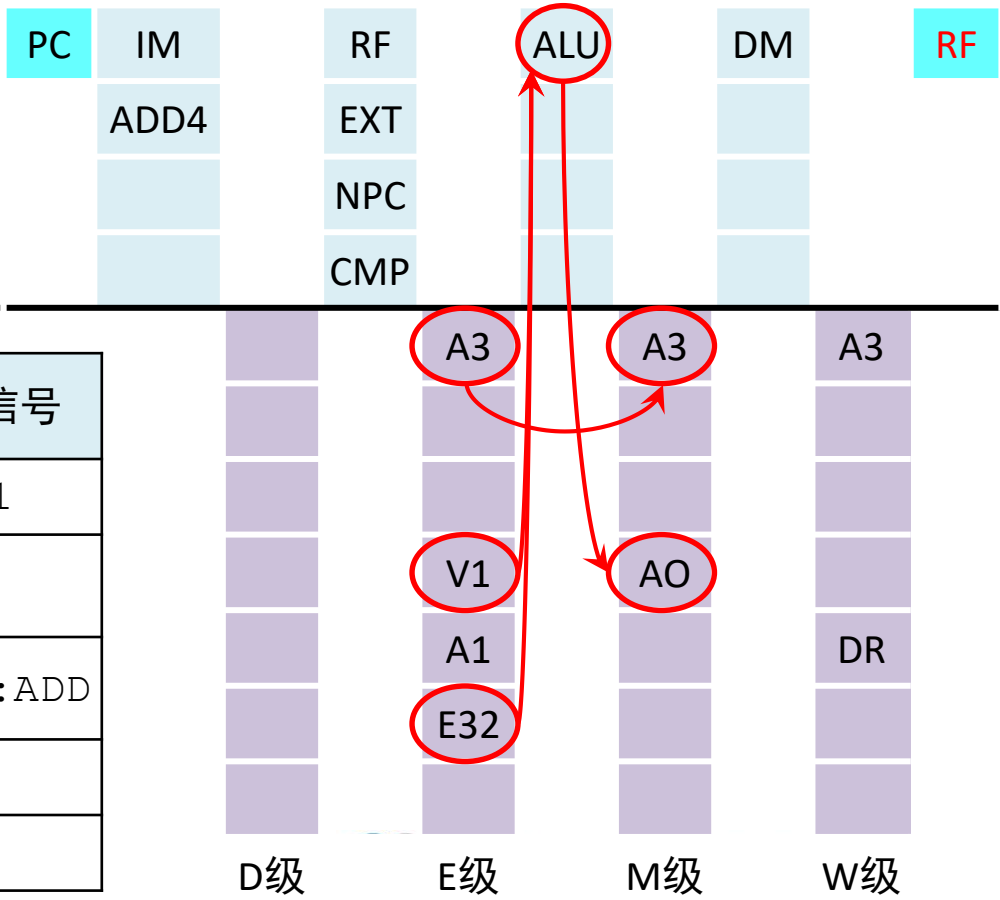 PC IM RF ALU DM RF
ADD4 EXT
NPC
CMP
A3 A3 A3
信号
1
V1 AO
A1 DR
: ADD
E32
D级 E级 M级 W级